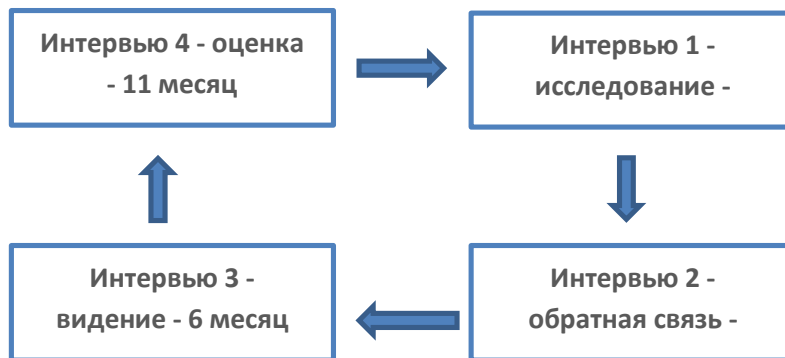 Интервью 4 - оценка
- 11 месяц
Интервью 1 -
исследование -
Интервью 3 -
видение - 6 месяц
Интервью 2 -
обратная связь -